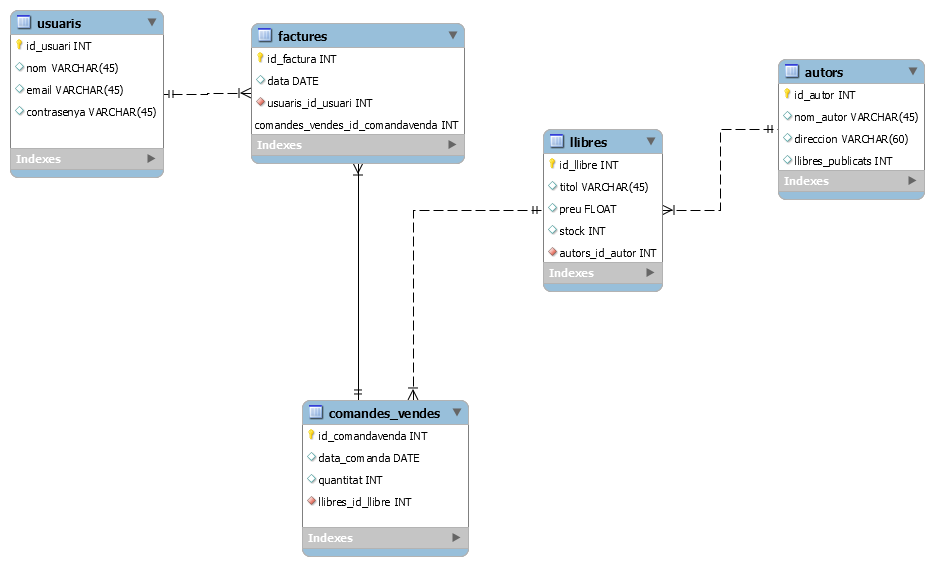 usuaris
id_usuari INT
nom VARCHAR(45)
email VARCHAR(45)
contrasenya VARCHAR(45)
Indexes
factures
id_factura INT
data DATE
usuaris_id_usuari INT
comandes_vendes_id_comandavenda INT
Indexes
llibres
id_llibre INT
titol VARCHAR(45)
preu FLOAT
stock INT
autors_id_autor INT
Indexes
autors
id_autor INT
nom_autor VARCHAR(45)
direccion VARCHAR(60)
llibres_publicats INT
Indexes
comandes_vendes
id_comandavenda INT
data_comanda DATE
quantitat INT
llibres_id_llibre INT
Indexes